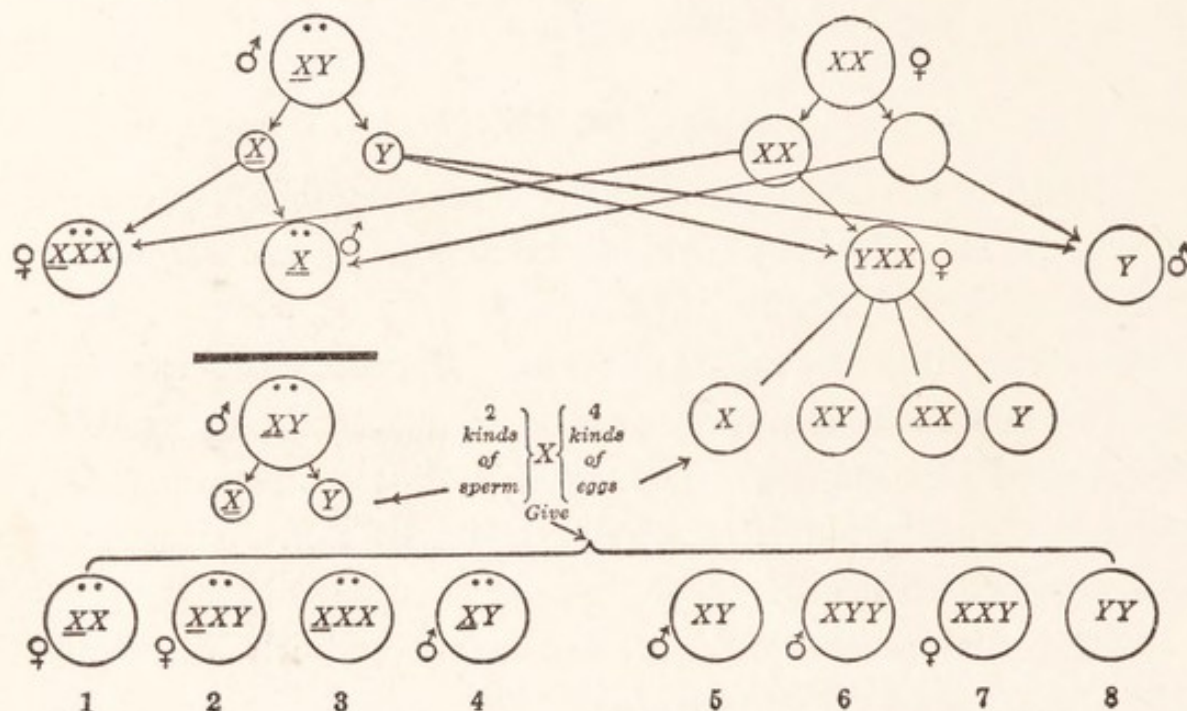 ♂ XY XX ♀
X Y XX
♀ XXX X ♂ YXX ♀ Y ♂
X XY XX Y
♂ XY
X Y
2 4
kinds kinds
of X of
sperm eggs
Give
♀ XX ♀ XXY XXX ♂ XY ♂ XY ♂ XYY ♀ XXY YY
1 2 3 4 5 6 7 8